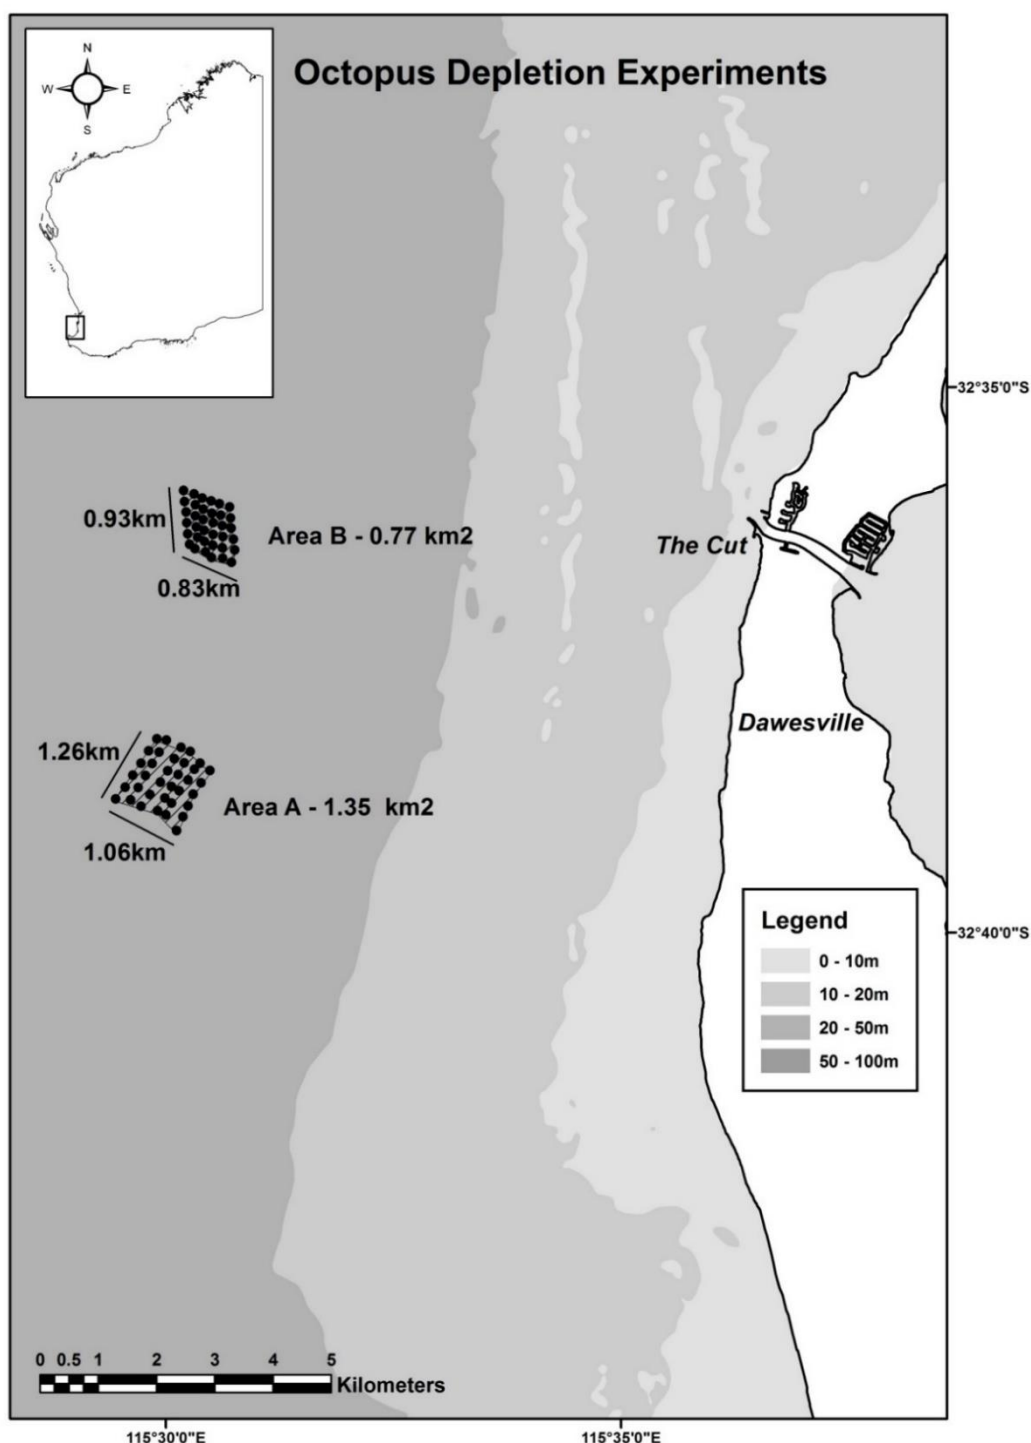 Octopus Depletion Experiments
N
W E
S
32°35'0"S
0.93km
Area B - 0.77 km2
0.83km
The Cut
Dawesville
1.26km
Area A - 1.35 km2
1.06km
Legend
0 - 10m
10 - 20m
20 - 50m
50 - 100m
32°40'0"S
0 0.5 1 2 3 4 5
Kilometers
115°30'0"E 115°35'0"E